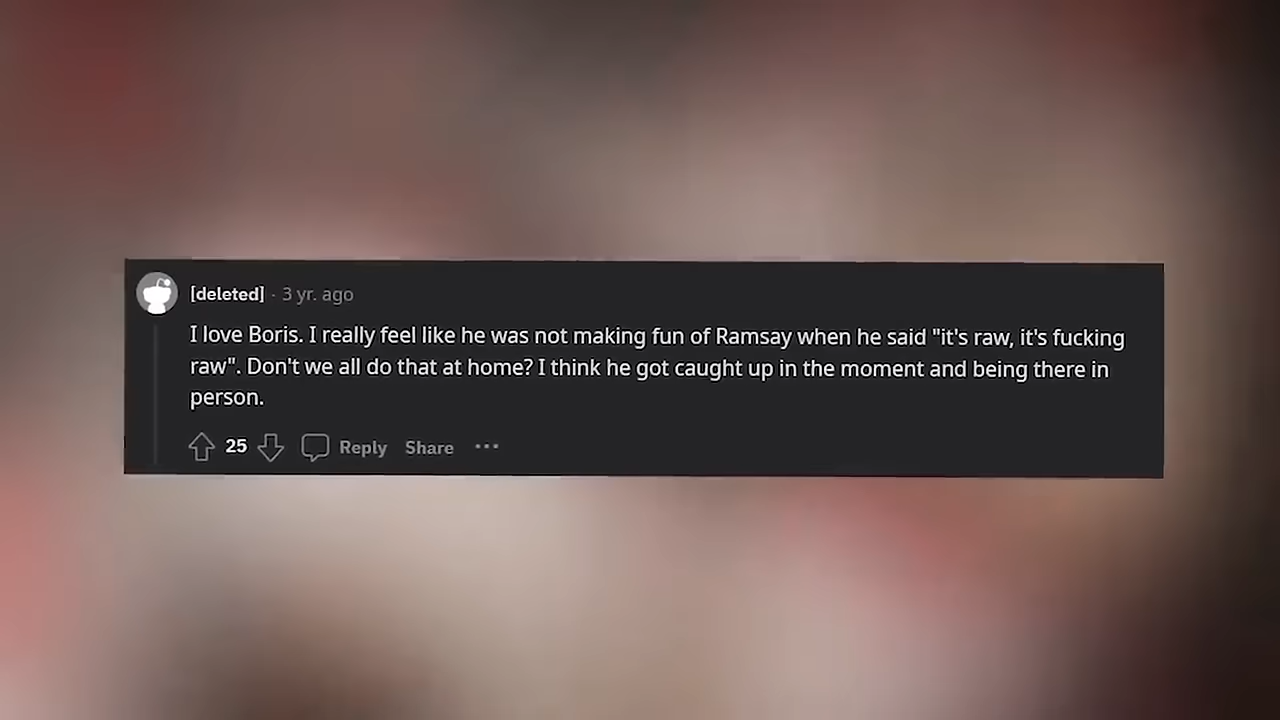 [deleted] · 3 yr. ago
I love Boris. I really feel like he was not making fun of Ramsay when he said "it's raw, it's fucking
raw". Don't we all do that at home? I think he got caught up in the moment and being there in
person.
25 Reply Share ···